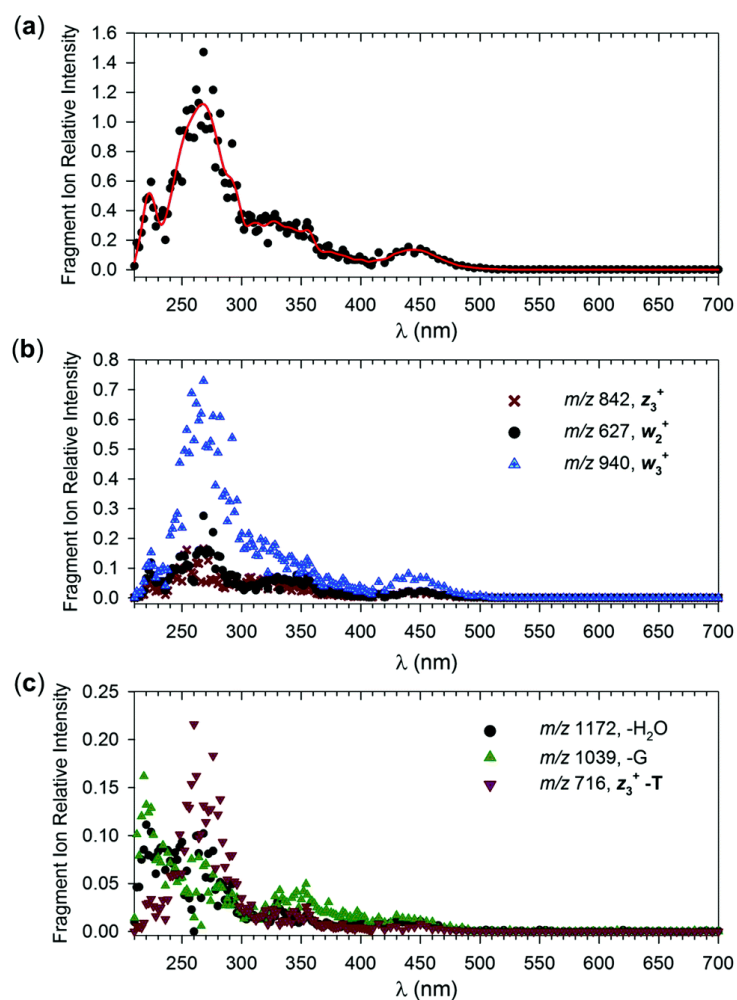 (a)
Fragment Ion Relative Intensity
1.6
1.4
1.2
1.0
0.8
0.6
0.4
0.2
0.0
250 300 350 400 450 500 550 600 650 700
λ (nm)
(b)
Fragment Ion Relative Intensity
0.8
0.7
0.6
0.5
0.4
0.3
0.2
0.1
0.0
m/z 842, z₃⁺
m/z 627, w₂⁺
m/z 940, w₃⁺
250 300 350 400 450 500 550 600 650 700
λ (nm)
(c)
Fragment Ion Relative Intensity
0.25
0.20
0.15
0.10
0.05
0.00
m/z 1172, -H₂O
m/z 1039, -G
m/z 716, z₃⁺ -T
250 300 350 400 450 500 550 600 650 700
λ (nm)